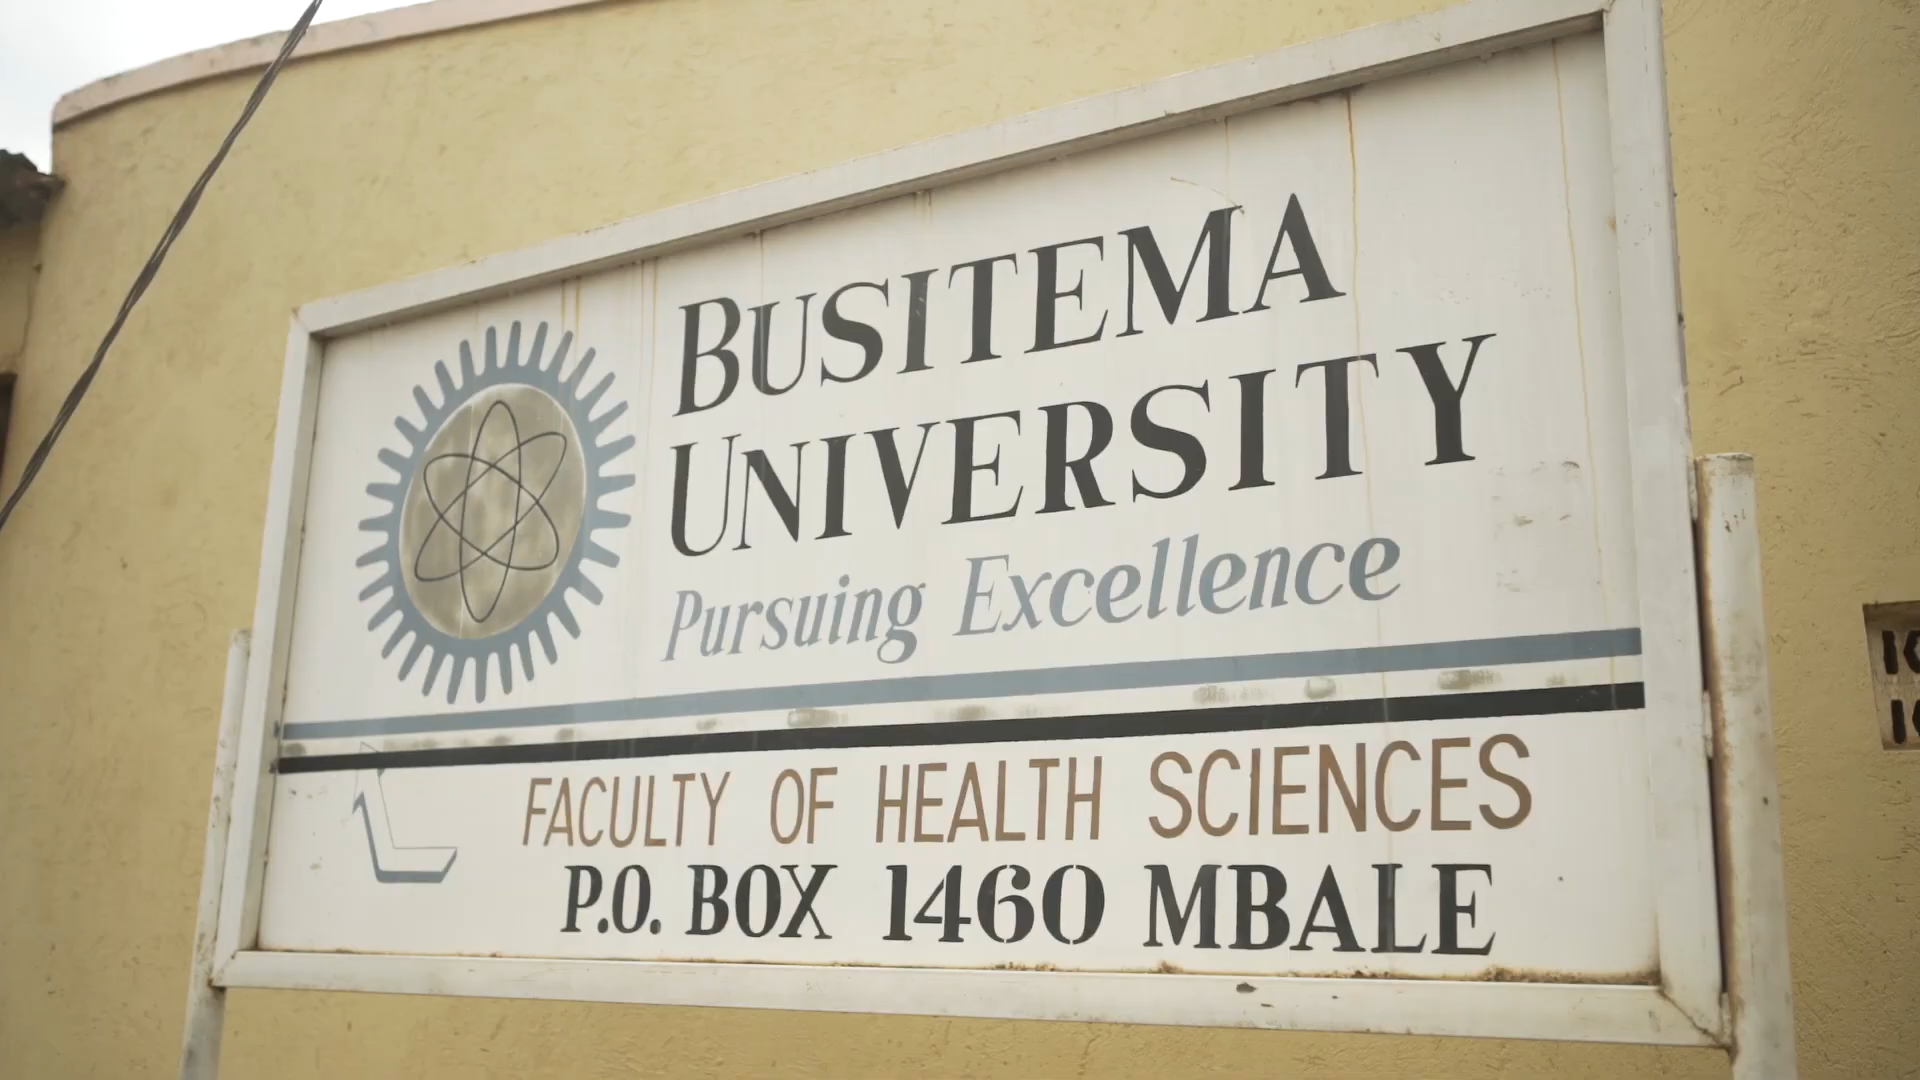 BUSITEMA
UNIVERSITY
Pursuing Excellence
FACULTY OF HEALTH SCIENCES
P.O. BOX 1460 MBALE